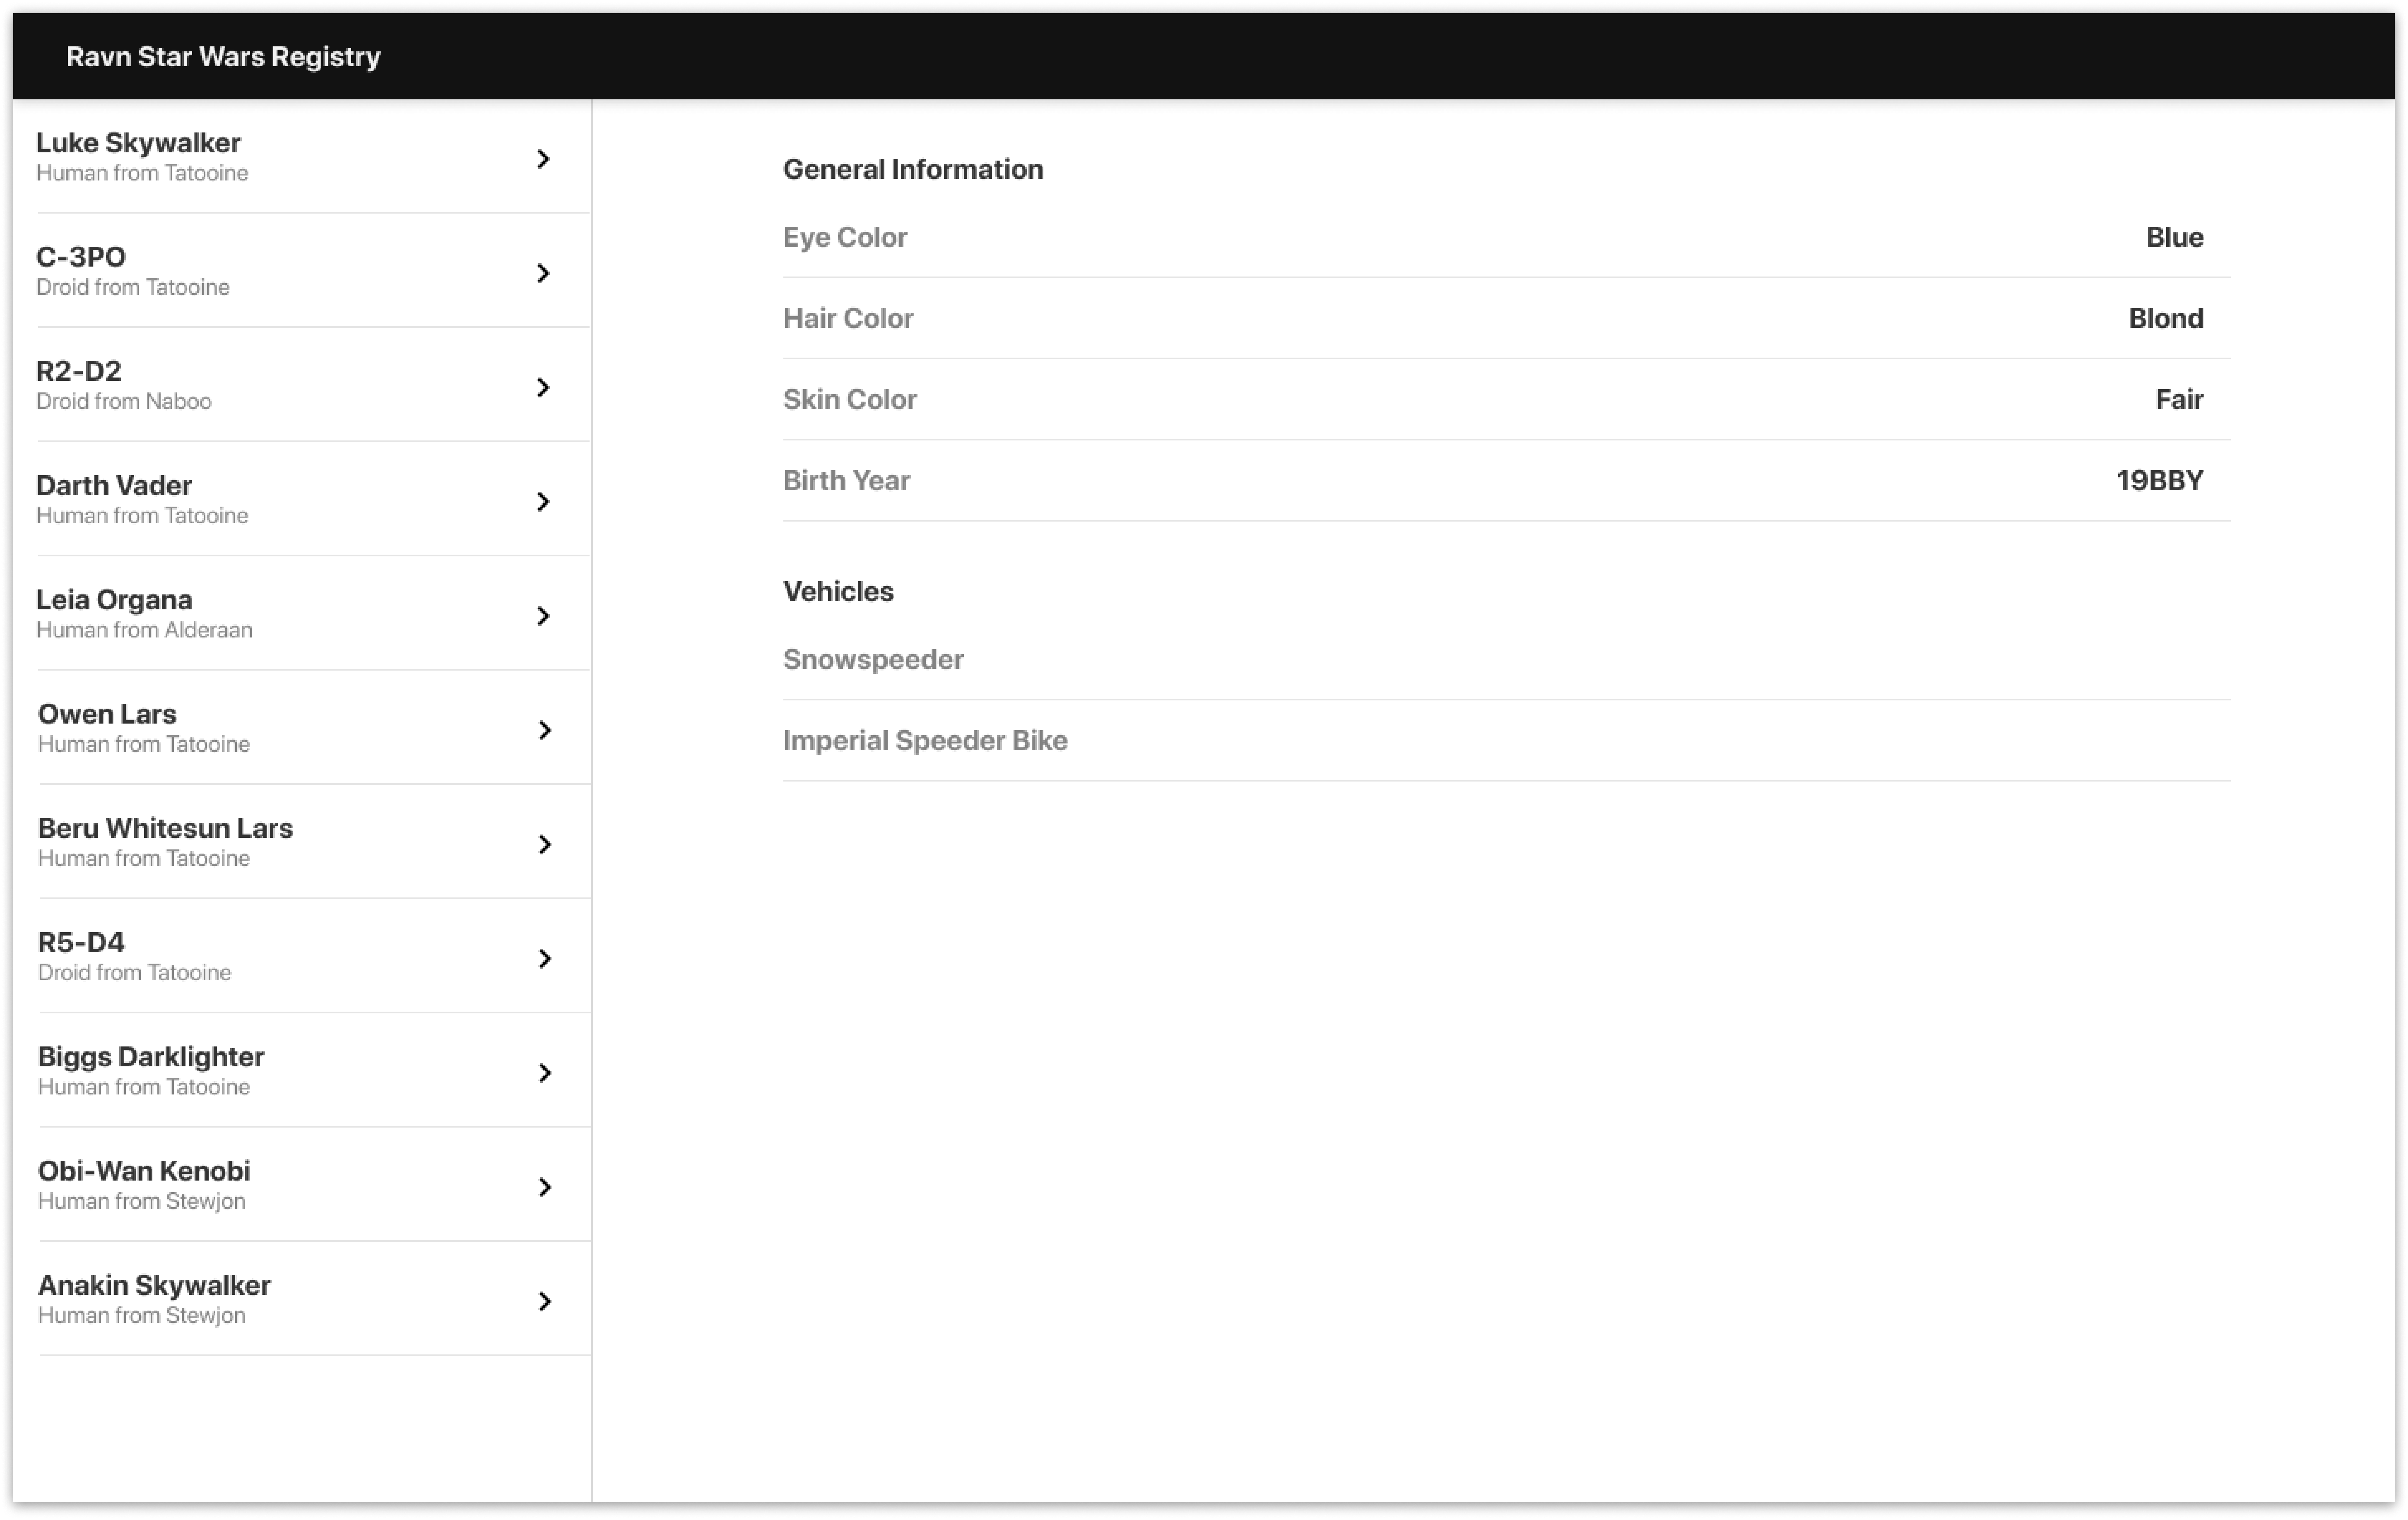 Ravn Star Wars Registry
Luke Skywalker
Human from Tatooine
C-3PO
Droid from Tatooine
R2-D2
Droid from Naboo
Darth Vader
Human from Tatooine
Leia Organa
Human from Alderaan
Owen Lars
Human from Tatooine
Beru Whitesun Lars
Human from Tatooine
R5-D4
Droid from Tatooine
Biggs Darklighter
Human from Tatooine
Obi-Wan Kenobi
Human from Stewjon
Anakin Skywalker
Human from Stewjon
General Information
Eye Color Blue
Hair Color Blond
Skin Color Fair
Birth Year 19BBY
Vehicles
Snowspeeder
Imperial Speeder Bike